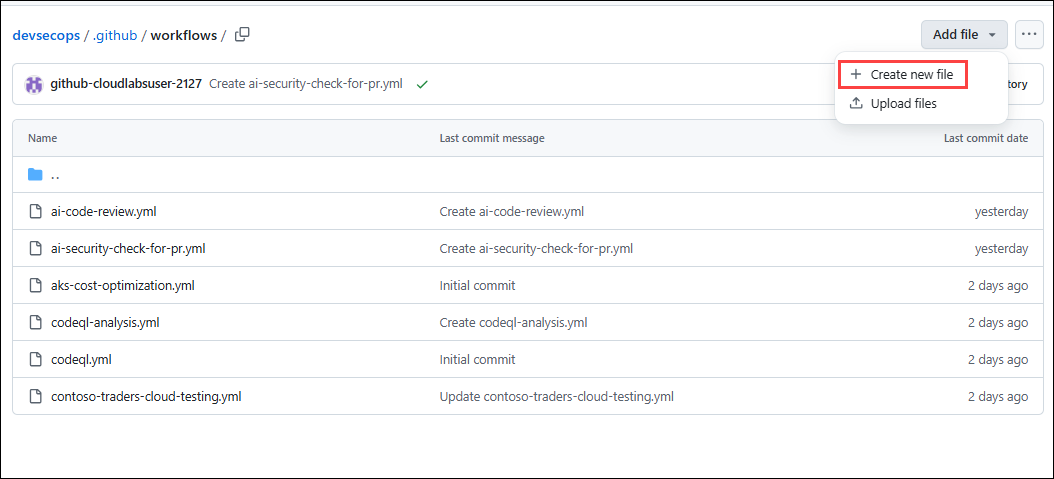 devsecops / .github / workflows /
Add file
···
github-cloudlabsuser-2127 Create ai-security-check-for-pr.yml
tory
Create new file
Upload files
Name Last commit message Last commit date
..
ai-code-review.yml Create ai-code-review.yml yesterday
ai-security-check-for-pr.yml Create ai-security-check-for-pr.yml yesterday
aks-cost-optimization.yml Initial commit 2 days ago
codeql-analysis.yml Create codeql-analysis.yml 2 days ago
codeql.yml Initial commit 2 days ago
contoso-traders-cloud-testing.yml Update contoso-traders-cloud-testing.yml 2 days ago